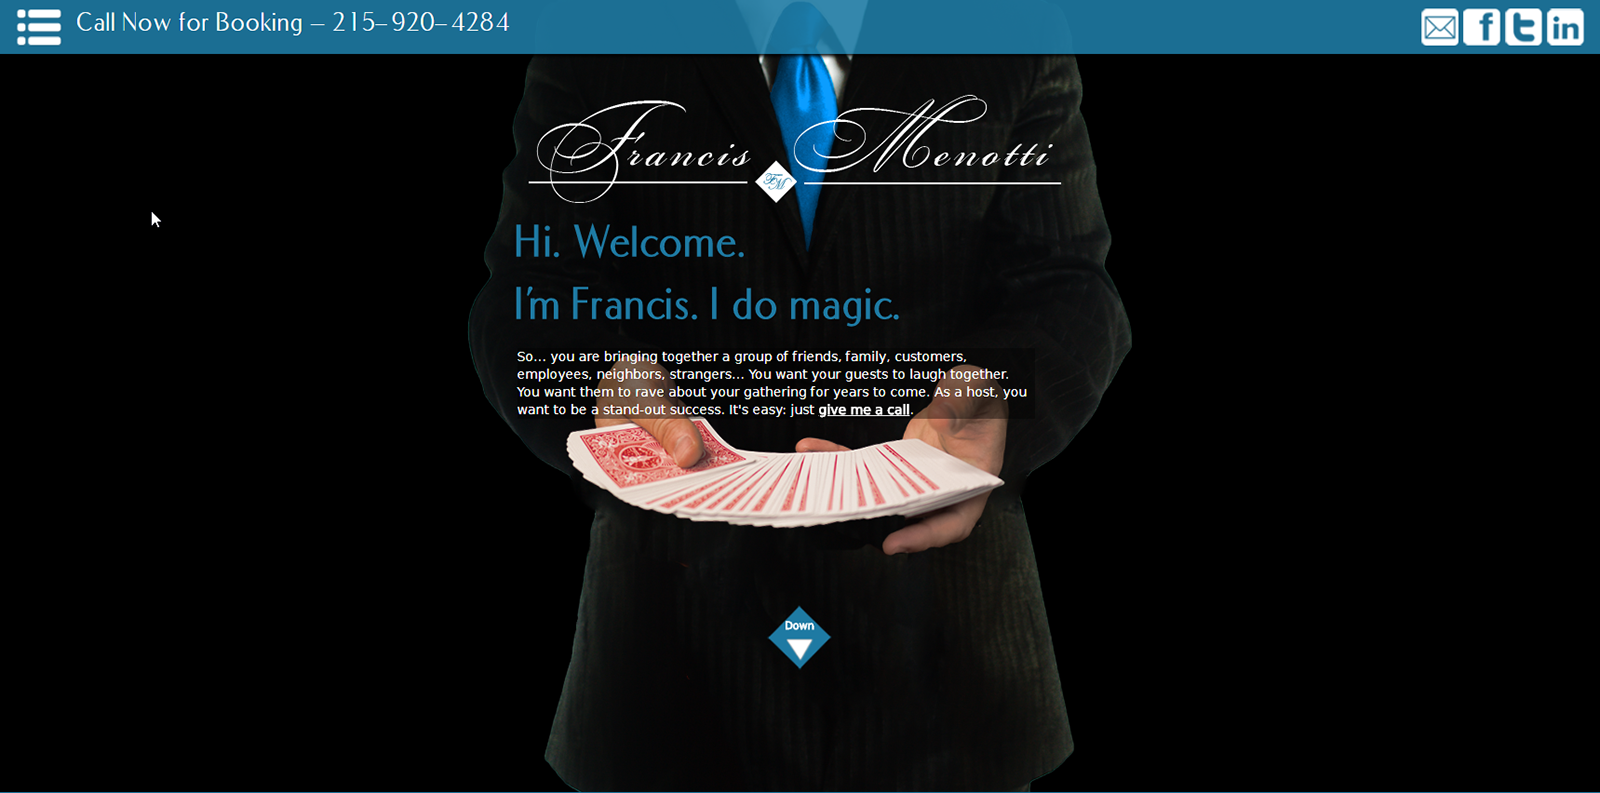 Call Now for Booking – 215-920-4284
Francis Menotti
FM
Hi. Welcome.
I'm Francis. I do magic.
So... you are bringing together a group of friends, family, customers,
employees, neighbors, strangers... You want your guests to laugh together.
You want them to rave about your gathering for years to come. As a host, you
want to be a stand-out success. It's easy: just give me a call.
Down